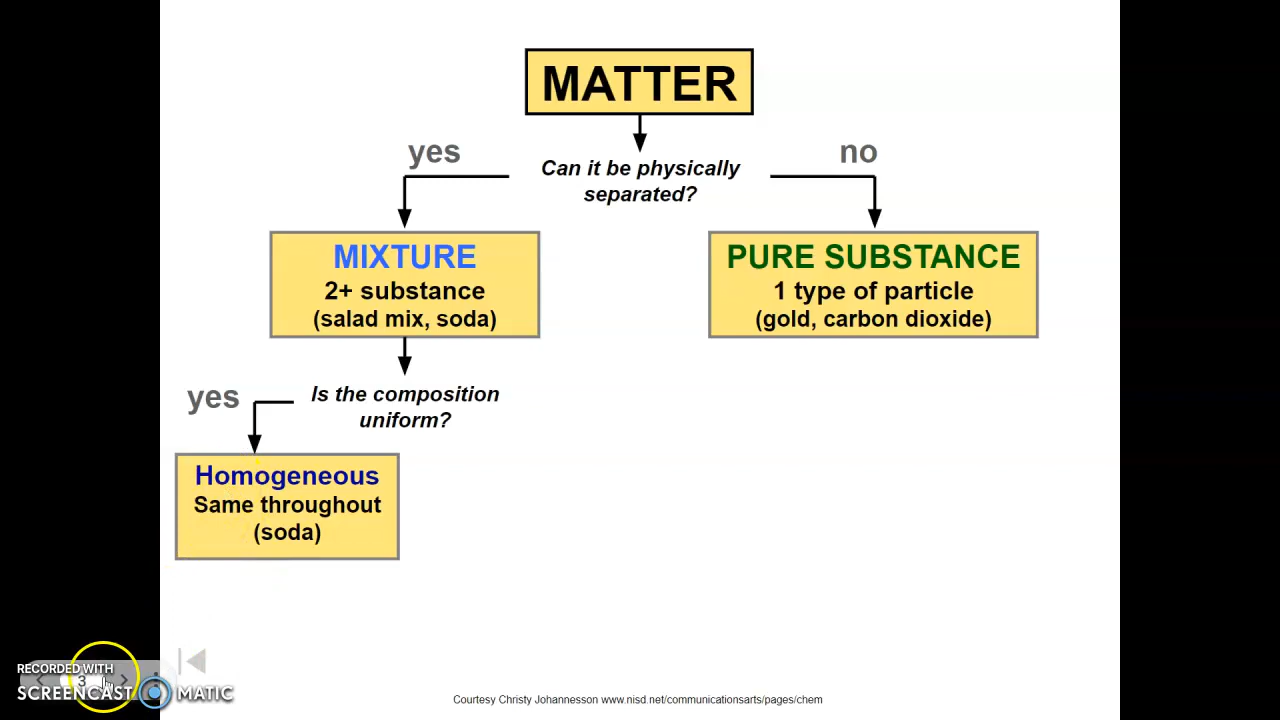 MATTER
yes
Can it be physically
separated?
no
MIXTURE
2+ substance
(salad mix, soda)
PURE SUBSTANCE
1 type of particle
(gold, carbon dioxide)
yes
Is the composition
uniform?
Homogeneous
Same throughout
(soda)
RECORDED WITH
3
SCREENCAST MATIC
Courtesy Christy Johannesson www.nisd.net/communicationsarts/pages/chem